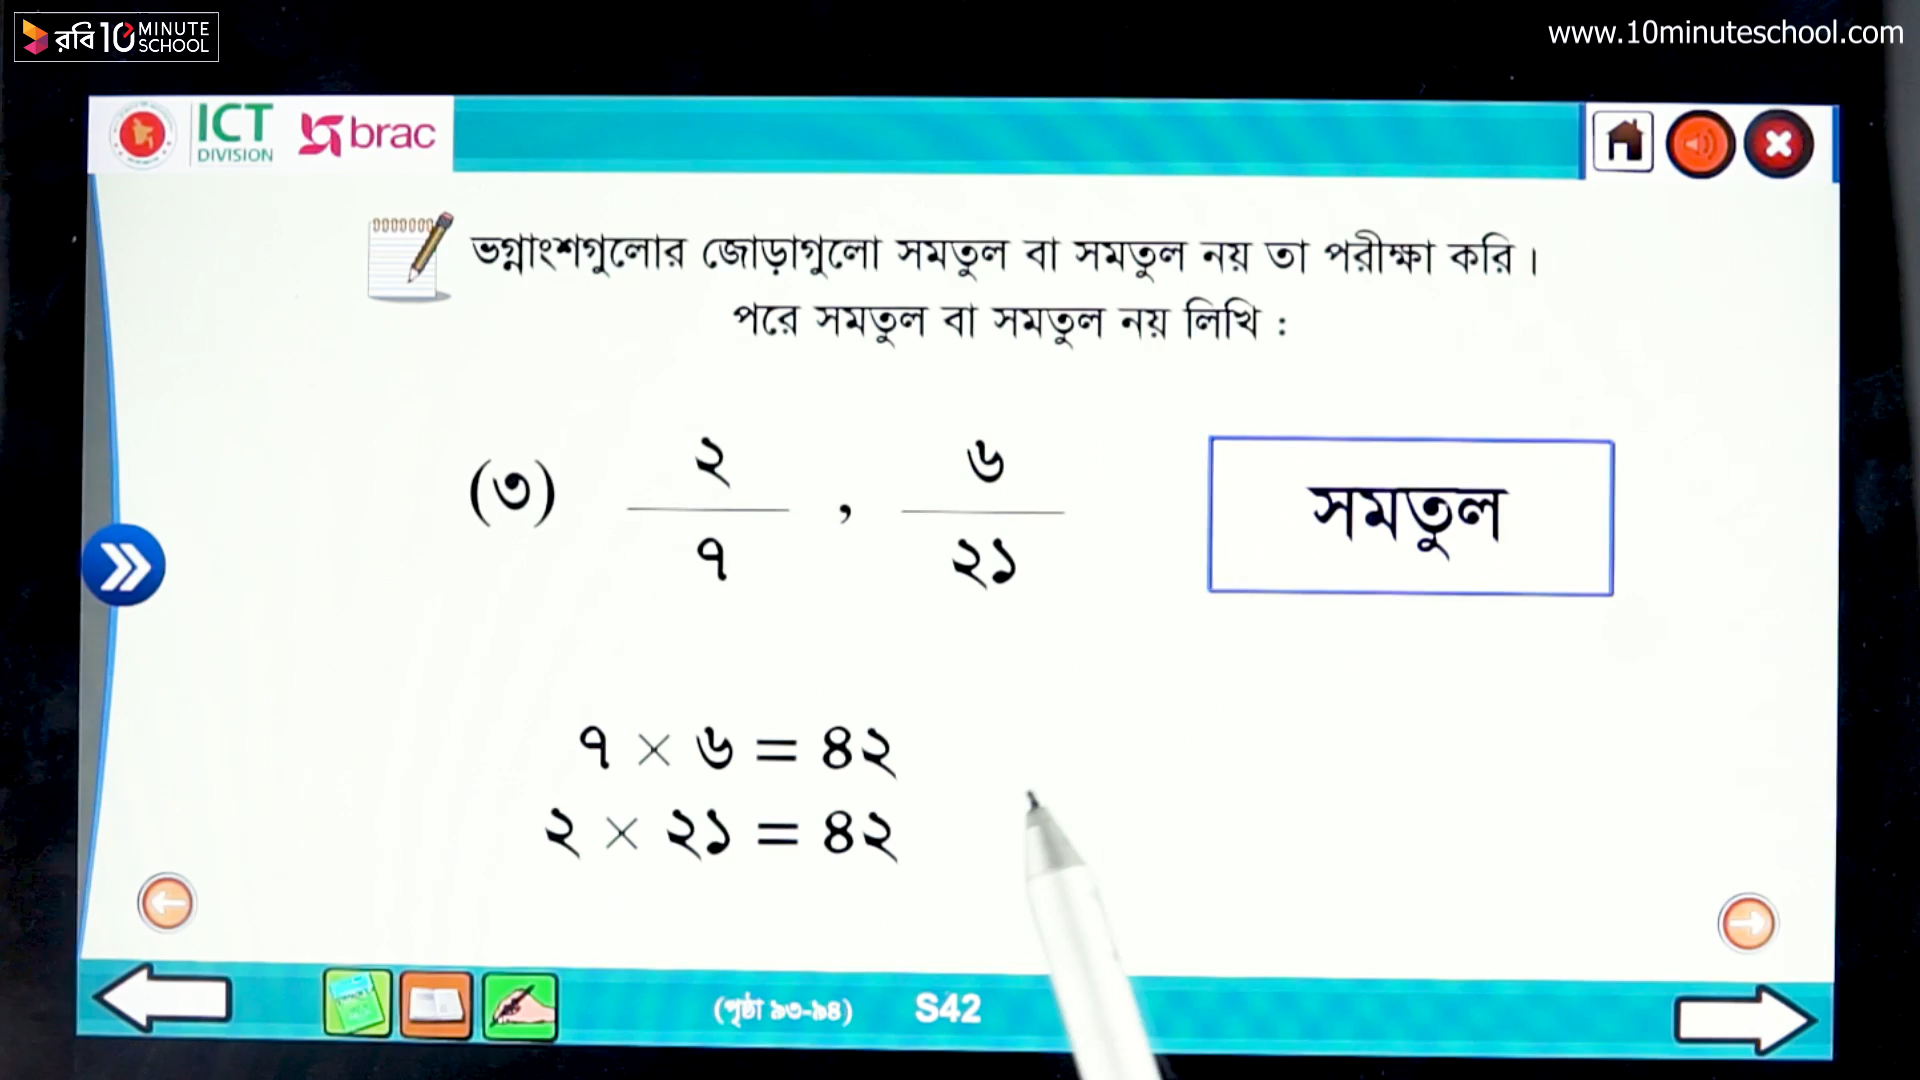 রবি 10 MINUTE SCHOOL
www.10minuteschool.com
ICT DIVISION
brac
ভগ্নাংশগুলোর জোড়াগুলো সমতুল বা সমতুল নয় তা পরীক্ষা করি।
পরে সমতুল বা সমতুল নয় লিখি :
(৩) ২/৭ , ৬/২১
সমতুল
৭ × ৬ = ৪২
২ × ২১ = ৪২
(পৃষ্ঠা ৯৩-৯৪) S42